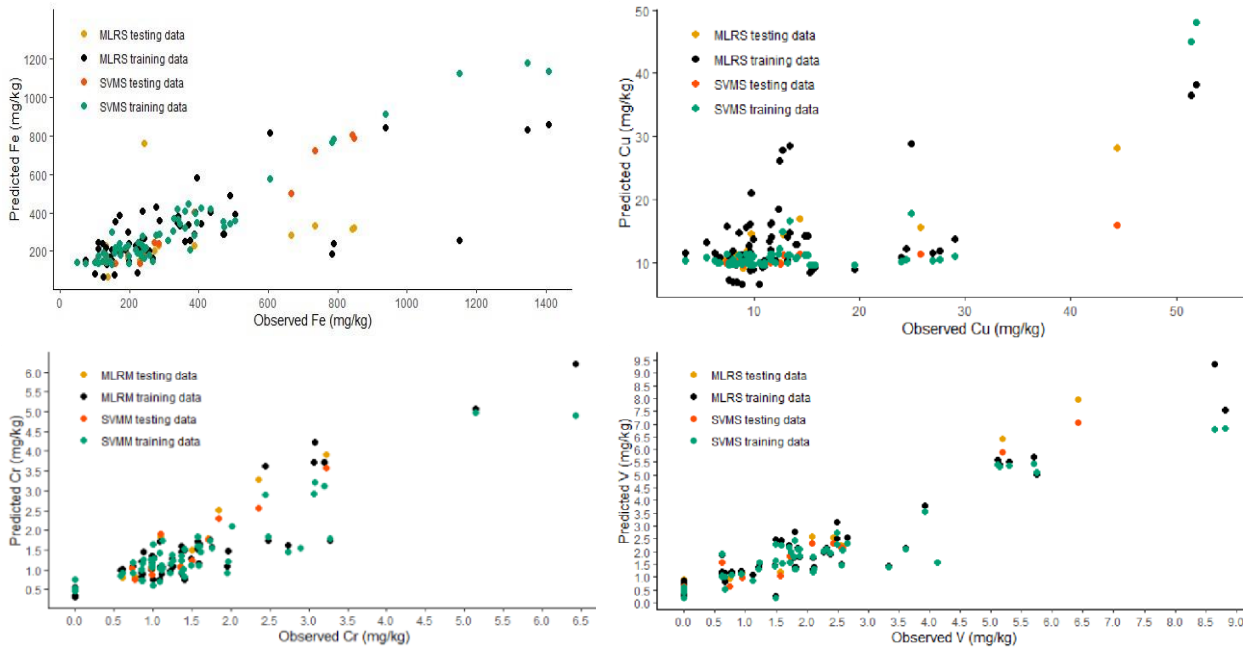 MLRS testing data
MLRS training data
SVMS testing data
SVMS training data
Predicted Fe (mg/kg)
1200
1000
800
600
400
200
0
0 200 400 600 800 1000 1200 1400
Observed Fe (mg/kg)
MLRS testing data
MLRS training data
SVMS testing data
SVMS training data
Predicted Cu (mg/kg)
50
40
30
20
10
10 20 30 40 50
Observed Cu (mg/kg)
MLRM testing data
MLRM training data
SVMM testing data
SVMM training data
Predicted Cr (mg/kg)
6.0
5.5
5.0
4.5
4.0
3.5
3.0
2.5
2.0
1.5
1.0
0.5
0.0 0.5 1.0 1.5 2.0 2.5 3.0 3.5 4.0 4.5 5.0 5.5 6.0 6.5
Observed Cr (mg/kg)
MLRS testing data
MLRS training data
SVMS testing data
SVMS training data
Predicted V (mg/kg)
9.5
9.0
8.5
8.0
7.5
7.0
6.5
6.0
5.5
5.0
4.5
4.0
3.5
3.0
2.5
2.0
1.5
1.0
0.5
0.0
0.0 0.5 1.0 1.5 2.0 2.5 3.0 3.5 4.0 4.5 5.0 5.5 6.0 6.5 7.0 7.5 8.0 8.5 9.0
Observed V (mg/kg)